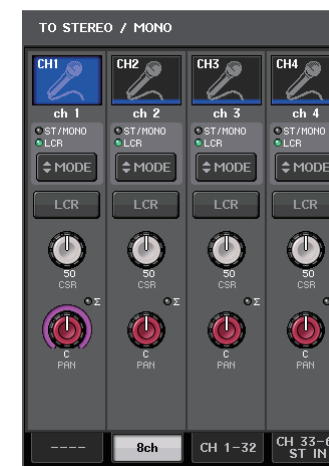 TO STEREO / MONO
CH1 CH2 CH3 CH4
ch 1 ch 2 ch 3 ch 4
ST/MONO ST/MONO ST/MONO ST/MONO
LCR LCR LCR LCR
MODE MODE MODE MODE
LCR LCR LCR LCR
50 50 50 50
CSR CSR CSR CSR
Σ Σ Σ
C C C C
PAN PAN PAN PAN
---- 8ch CH 1-32 CH 33-6
ST IN